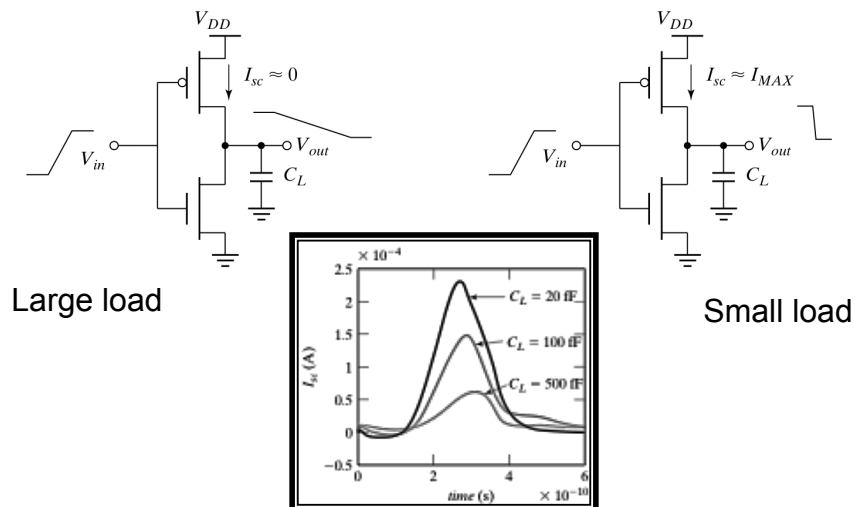 V_DD
I_sc ≈ 0
V_in
V_out
C_L
Large load
V_DD
I_sc ≈ I_MAX
V_in
V_out
C_L
Small load
× 10⁻⁴
2.5
2
1.5
1
0.5
0
−0.5
I_sc (A)
C_L = 20 fF
C_L = 100 fF
C_L = 500 fF
0 2 4 6
time (s) × 10⁻¹⁰